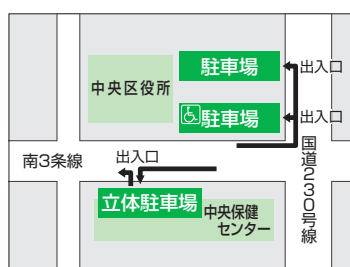 駐車場
出入口
中央区役所
駐車場
出入口
国道230号線
南3条線
出入口
立体駐車場
中央保健
センター